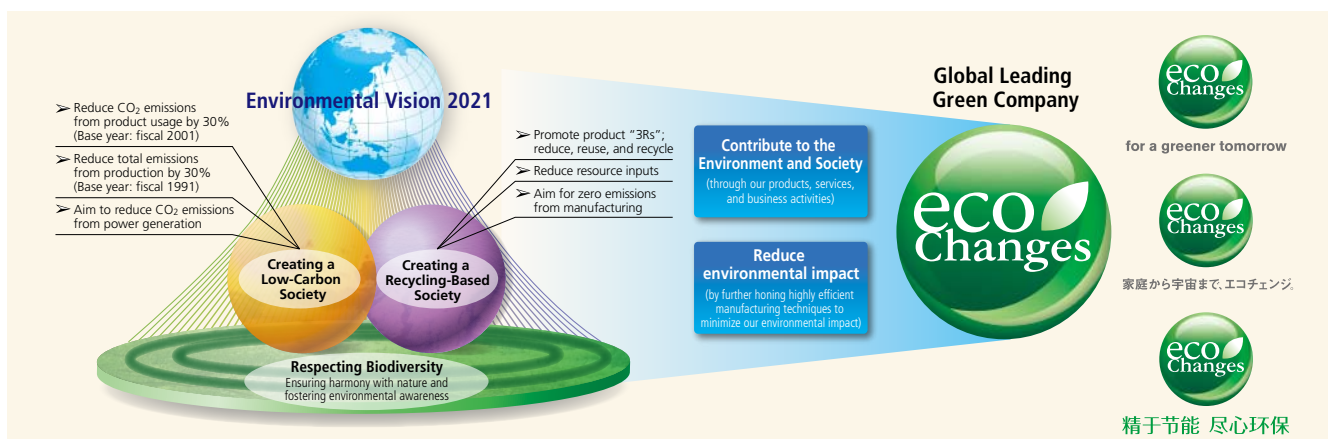 Environmental Vision 2021
➢ Reduce CO₂ emissions
from product usage by 30%
(Base year: fiscal 2001)
➢ Reduce total emissions
from production by 30%
(Base year: fiscal 1991)
➢ Aim to reduce CO₂ emissions
from power generation
➢ Promote product “3Rs”;
reduce, reuse, and recycle
➢ Reduce resource inputs
➢ Aim for zero emissions
from manufacturing
Creating a
Low-Carbon
Society
Creating a
Recycling-Based
Society
Respecting Biodiversity
Ensuring harmony with nature and
fostering environmental awareness
Contribute to the
Environment and Society
(through our products, services,
and business activities)
Reduce
environmental impact
(by further honing highly efficient
manufacturing techniques to
minimize our environmental impact)
Global Leading
Green Company
eco
Changes
eco
Changes
for a greener tomorrow
eco
Changes
家庭から宇宙まで、エコチェンジ。
eco
Changes
精于节能 尽心环保